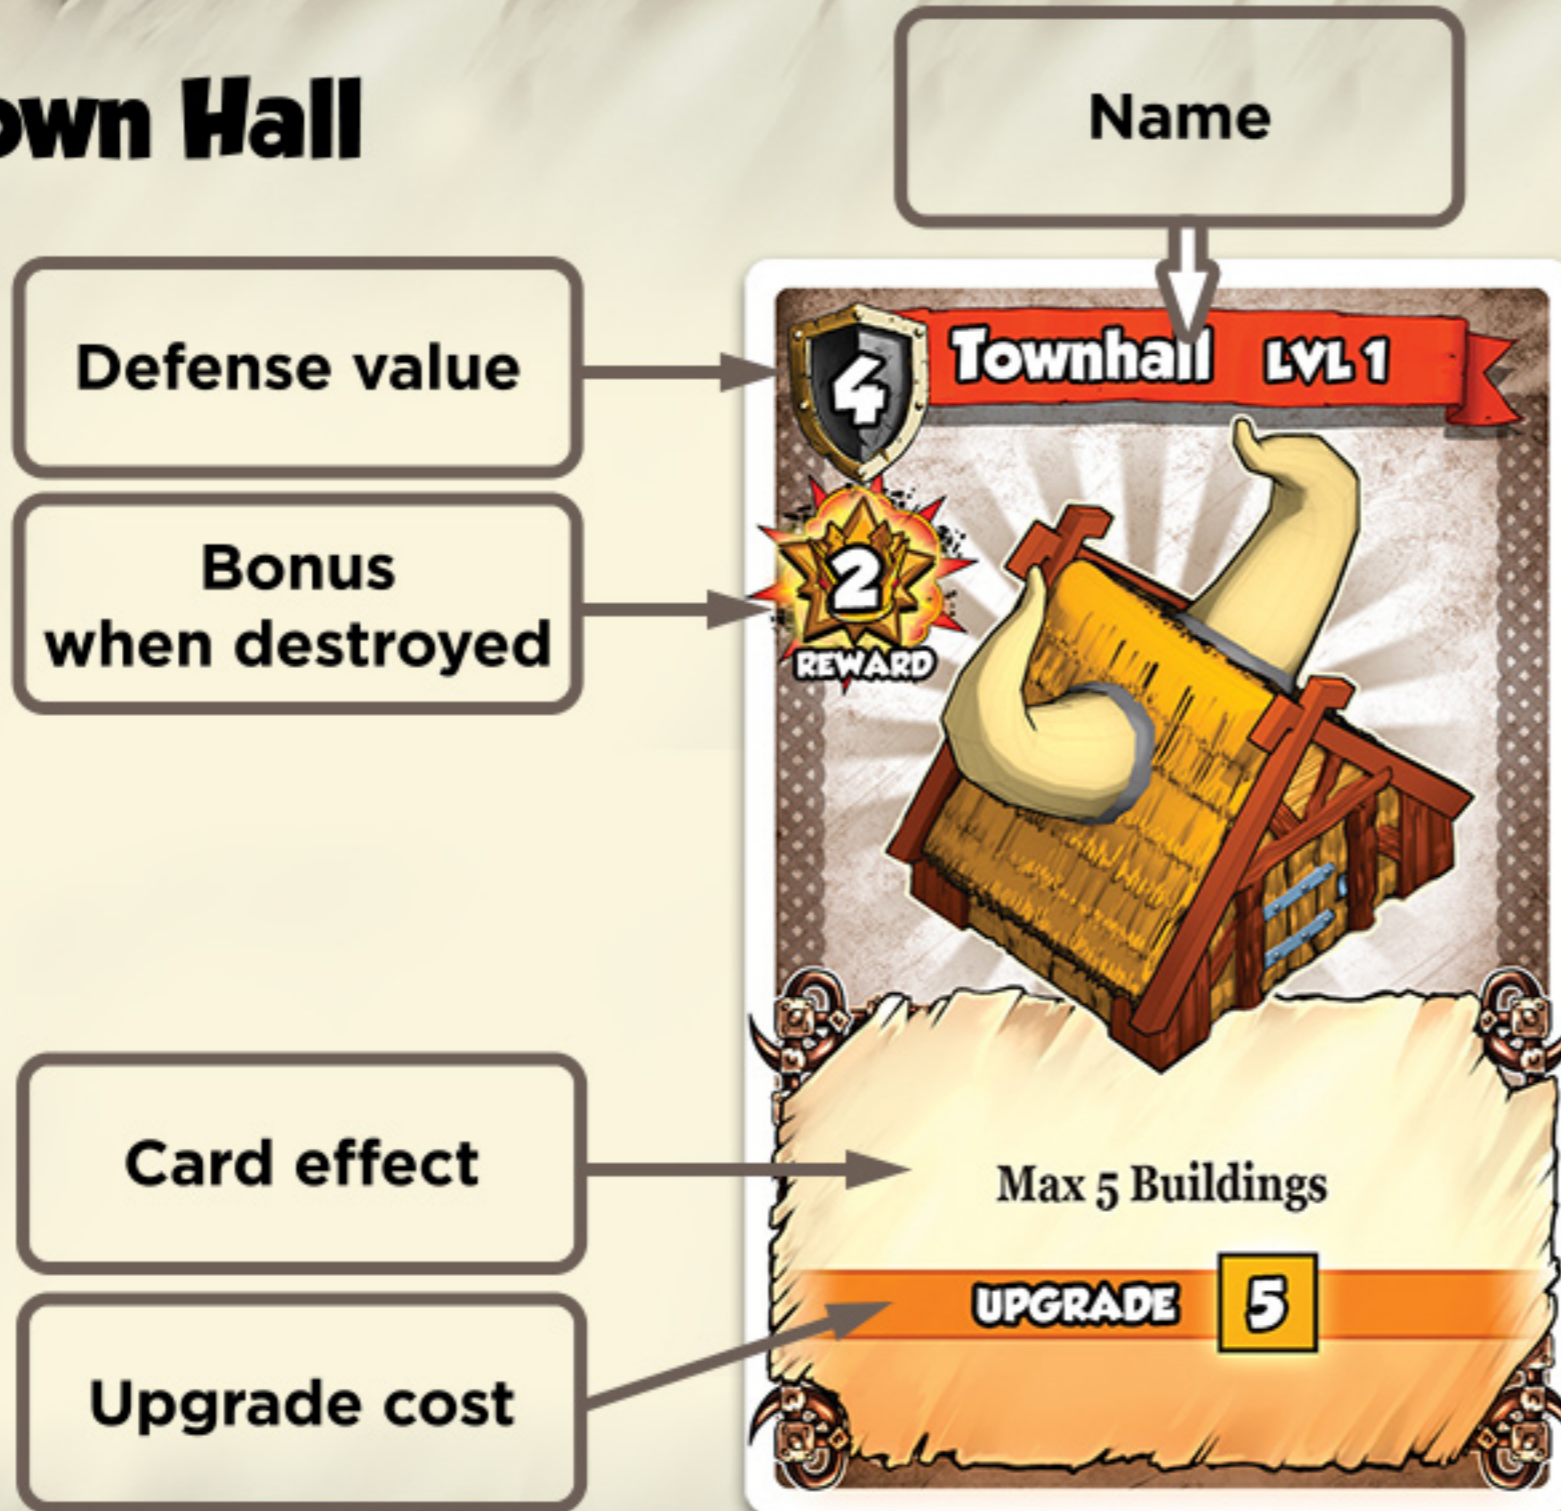 own Hall
Name
Defense value
4
Townhall LVL 1
Bonus
when destroyed
2
REWARD
Card effect
Max 5 Buildings
Upgrade cost
UPGRADE 5